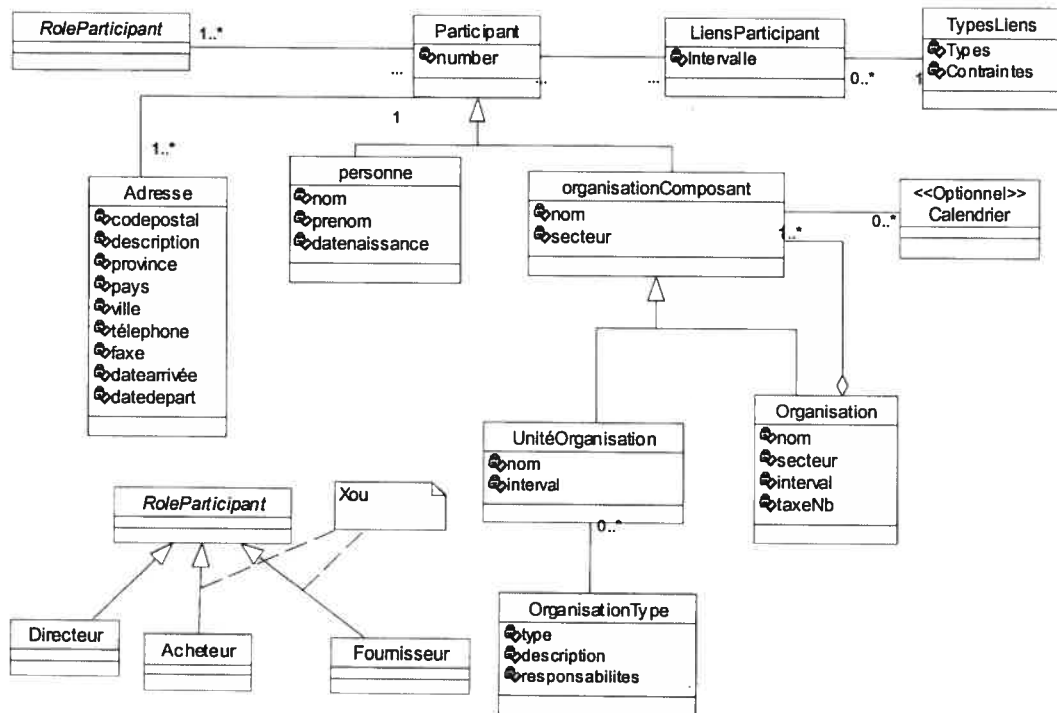 RoleParticipant
1..*
Participant
number
...
...
LiensParticipant
Intervalle
...
0..*
1
TypesLiens
Types
Contraintes
1
1..*
Adresse
codepostal
description
province
pays
ville
télephone
faxe
datearrivée
datedepart
personne
nom
prenom
datenaissance
organisationComposant
nom
secteur
0..*
1..*
<<Optionnel>>
Calendrier
UnitéOrganisation
nom
interval
0..*
Organisation
nom
secteur
interval
taxeNb
OrganisationType
type
description
responsabilites
RoleParticipant
Xou
Directeur
Acheteur
Fournisseur